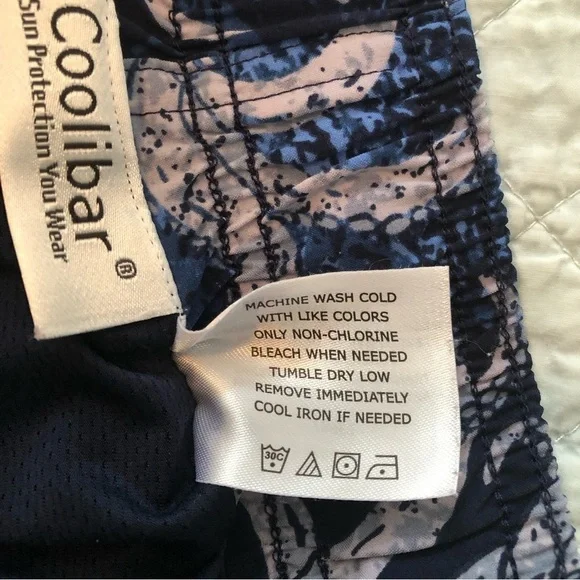 Coolibar®
Sun Protection You Wear
MACHINE WASH COLD
WITH LIKE COLORS
ONLY NON-CHLORINE
BLEACH WHEN NEEDED
TUMBLE DRY LOW
REMOVE IMMEDIATELY
COOL IRON IF NEEDED
30C